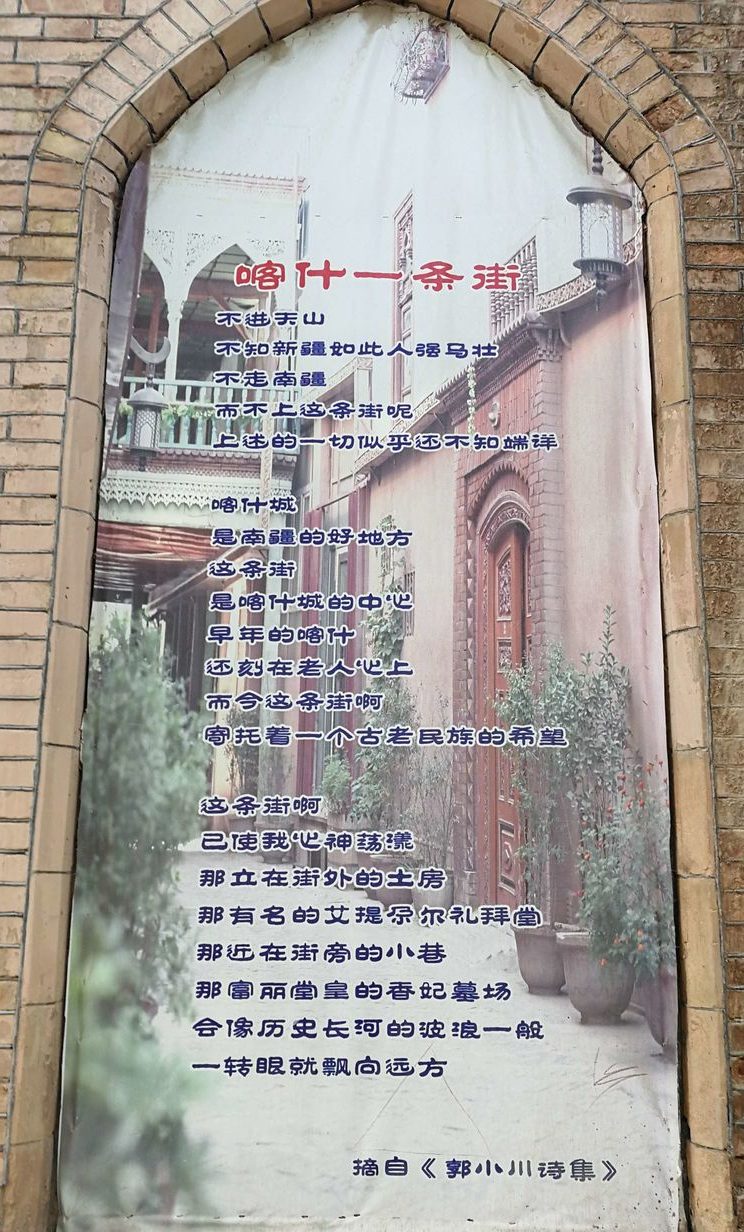 喀什一条街
不进天山
不知新疆如此人强马壮
不走南疆
而不上这条街呢
上述的一切似乎还不知端详
喀什城
是南疆的好地方
这条街
是喀什城的中心
早年的喀什
还刻在老人心上
而今这条街啊
寄托着一个古老民族的希望
这条街啊
已使我心神荡漾
那立在街外的土房
那有名的艾提尕尔礼拜堂
那近在街旁的小巷
那富丽堂皇的香妃墓场
会像历史长河的波浪一般
一转眼就飘向远方
摘自《郭小川诗集》